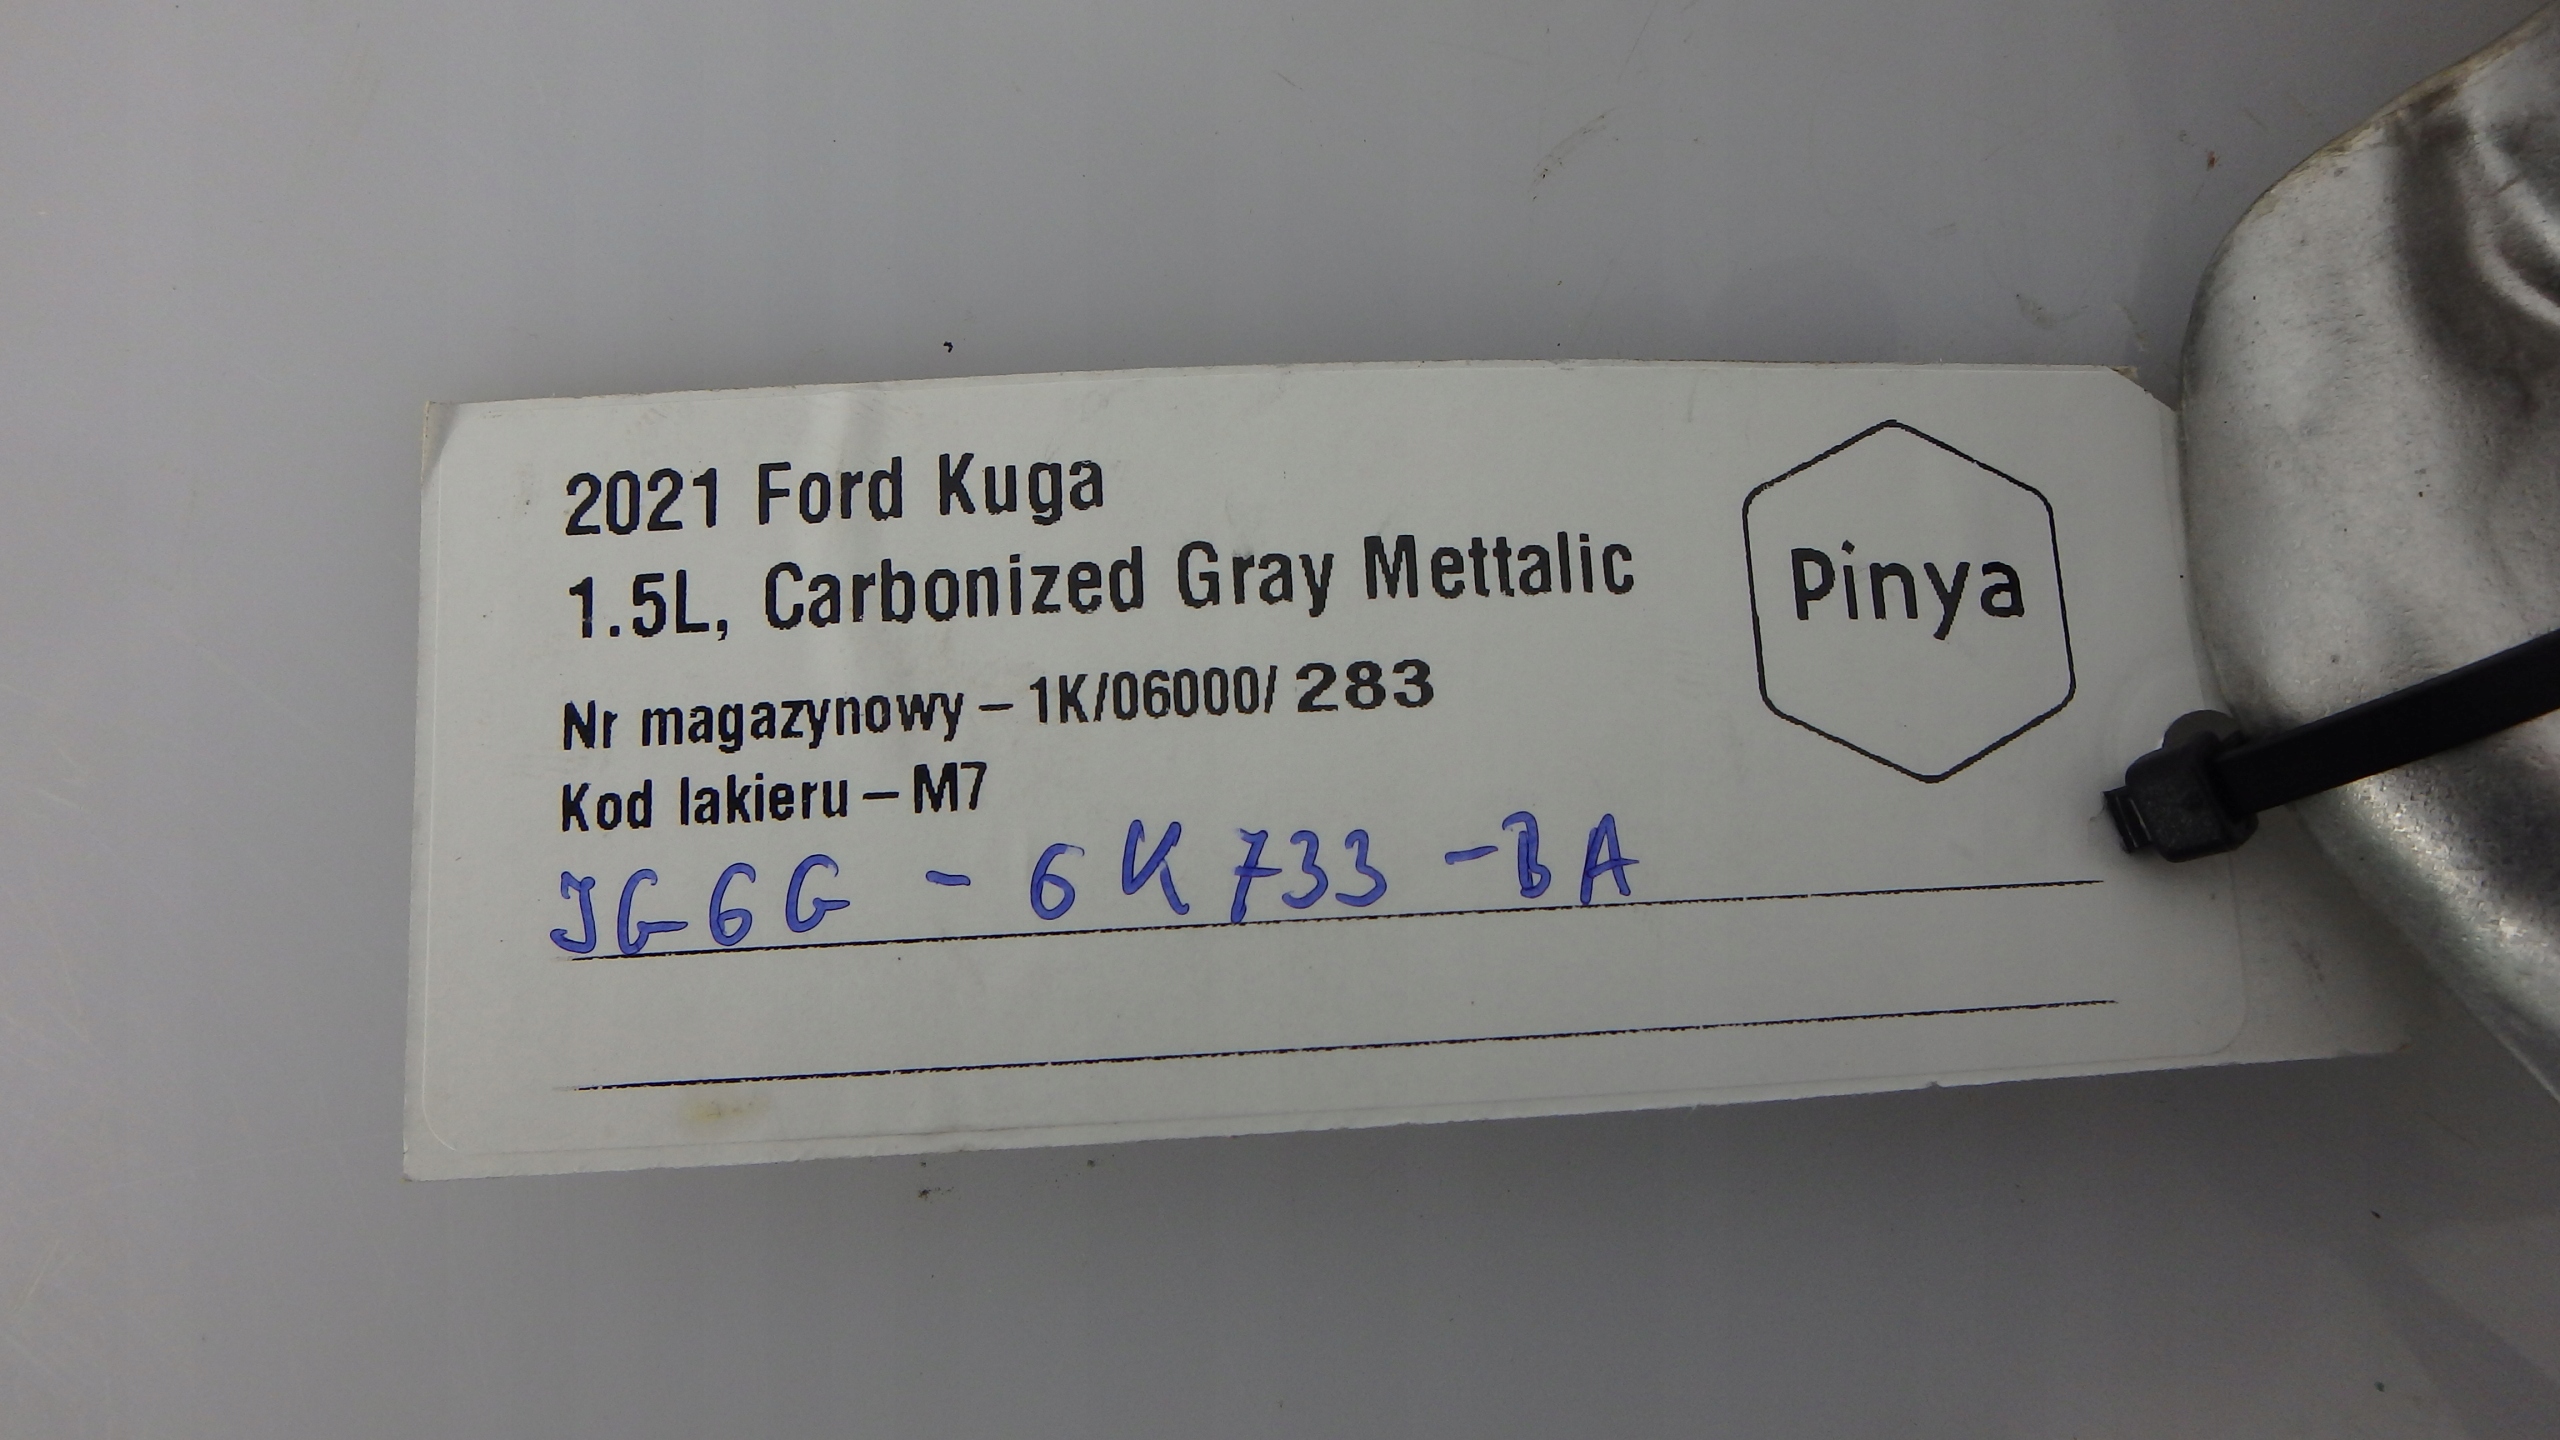 2021 Ford Kuga
1.5L, Carbonized Gray Mettalic
Pinya
Nr magazynowy – 1K/06000/ 283
Kod lakieru – M7
JG6G - 6K733 - BA